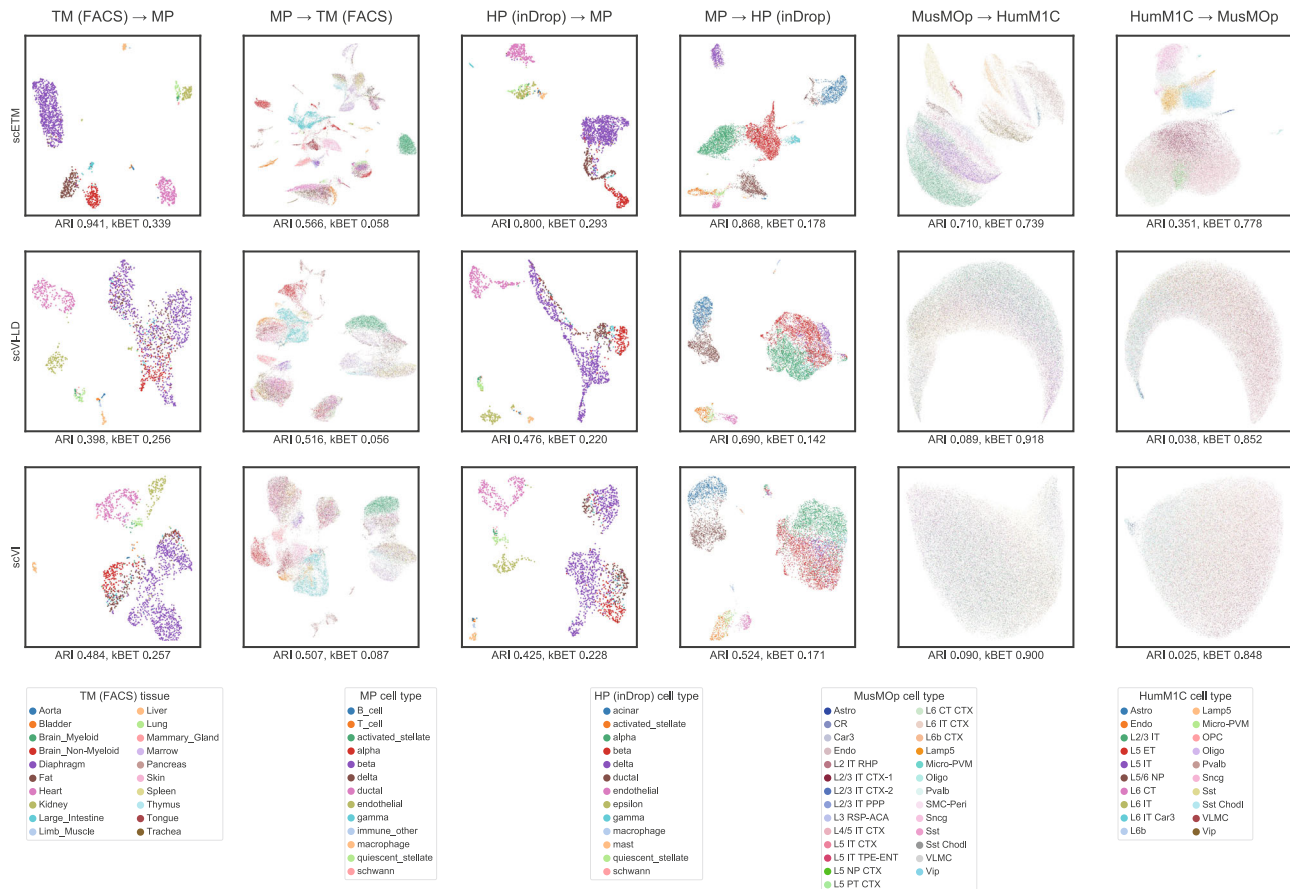 TM (FACS) → MP
MP → TM (FACS)
HP (inDrop) → MP
MP → HP (inDrop)
MusMOp → HumM1C
HumM1C → MusMOp
scETM
ARI 0.941, kBET 0.339
ARI 0.566, kBET 0.058
ARI 0.800, kBET 0.293
ARI 0.868, kBET 0.178
ARI 0.710, kBET 0.739
ARI 0.351, kBET 0.778
scVI-LD
ARI 0.398, kBET 0.256
ARI 0.516, kBET 0.056
ARI 0.476, kBET 0.220
ARI 0.690, kBET 0.142
ARI 0.089, kBET 0.918
ARI 0.038, kBET 0.852
scVI
ARI 0.484, kBET 0.257
ARI 0.507, kBET 0.087
ARI 0.425, kBET 0.228
ARI 0.524, kBET 0.171
ARI 0.090, kBET 0.900
ARI 0.025, kBET 0.848
TM (FACS) tissue
Aorta
Bladder
Brain_Myeloid
Brain_Non-Myeloid
Diaphragm
Fat
Heart
Kidney
Large_Intestine
Limb_Muscle
Liver
Lung
Mammary_Gland
Marrow
Pancreas
Skin
Spleen
Thymus
Tongue
Trachea
MP cell type
B_cell
T_cell
activated_stellate
alpha
beta
delta
ductal
endothelial
gamma
immune_other
macrophage
quiescent_stellate
schwann
HP (inDrop) cell type
acinar
activated_stellate
alpha
beta
delta
ductal
endothelial
epsilon
gamma
macrophage
mast
quiescent_stellate
schwann
MusMOp cell type
Astro
CR
Car3
Endo
L2 IT RHP
L2/3 IT CTX-1
L2/3 IT CTX-2
L2/3 IT PPP
L3 RSP-ACA
L4/5 IT CTX
L5 IT CTX
L5 IT TPE-ENT
L5 NP CTX
L5 PT CTX
L6 CT CTX
L6 IT CTX
L6b CTX
Lamp5
Micro-PVM
Oligo
Pvalb
SMC-Peri
Sncg
Sst
Sst Chodl
VLMC
Vip
HumM1C cell type
Astro
Endo
L2/3 IT
L5 ET
L5 IT
L5/6 NP
L6 CT
L6 IT
L6 IT Car3
L6b
Lamp5
Micro-PVM
OPC
Oligo
Pvalb
Sncg
Sst
Sst Chodl
VLMC
Vip